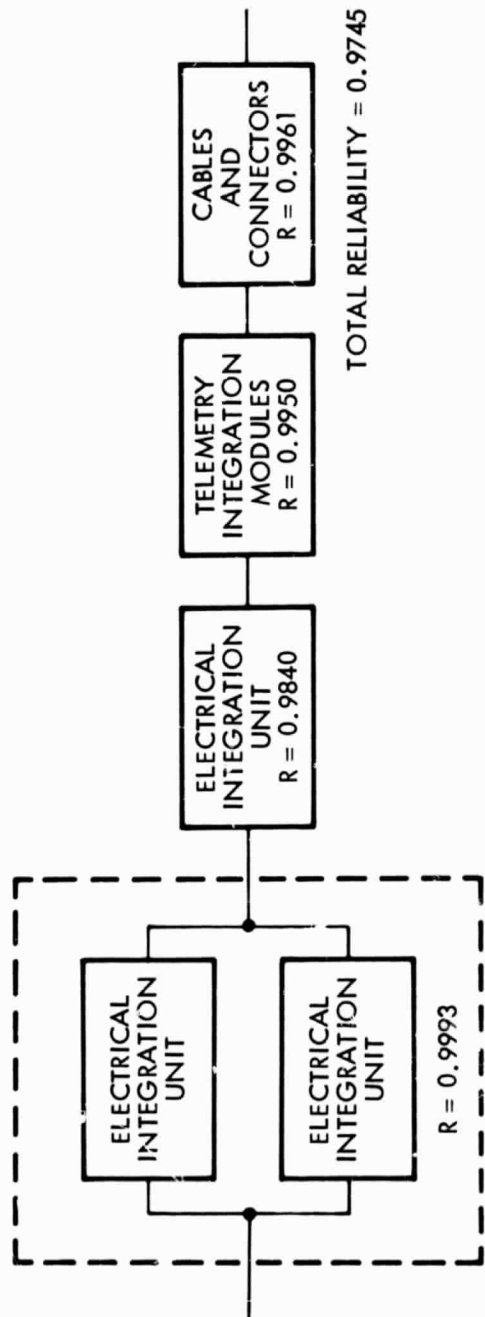 ELECTRICAL
INTEGRATION
UNIT
ELECTRICAL
INTEGRATION
UNIT
R = 0.9993
ELECTRICAL
INTEGRATION
UNIT
R = 0.9840
TELEMETRY
INTEGRATION
MODULES
R = 0.9950
CABLES
AND
CONNECTORS
R = 0.9961
TOTAL RELIABILITY = 0.9745